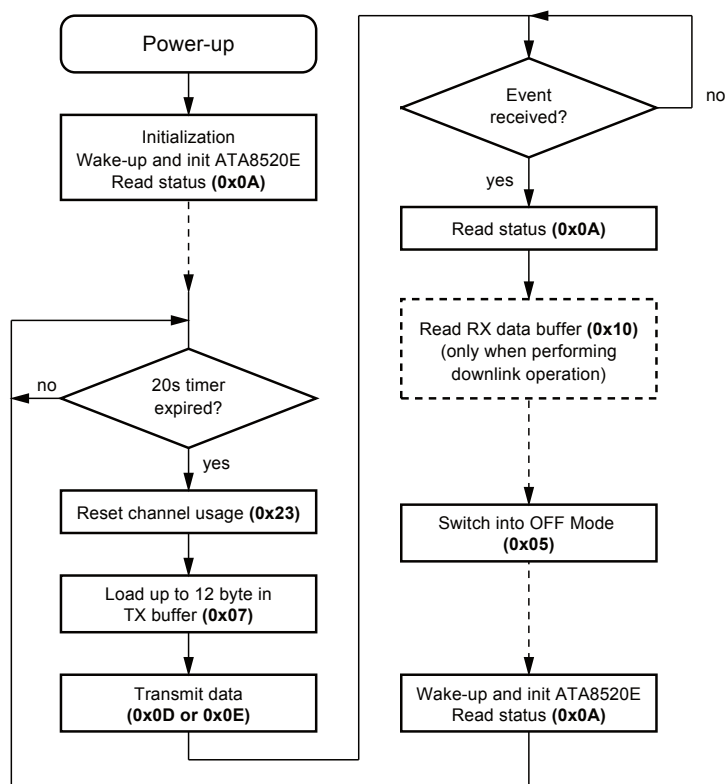 Power-up
Initialization
Wake-up and init ATA8520E
Read status (0x0A)
20s timer
expired?
no
yes
Reset channel usage (0x23)
Load up to 12 byte in
TX buffer (0x07)
Transmit data
(0x0D or 0x0E)
Event
received?
no
yes
Read status (0x0A)
Read RX data buffer (0x10)
(only when performing
downlink operation)
Switch into OFF Mode
(0x05)
Wake-up and init ATA8520E
Read status (0x0A)